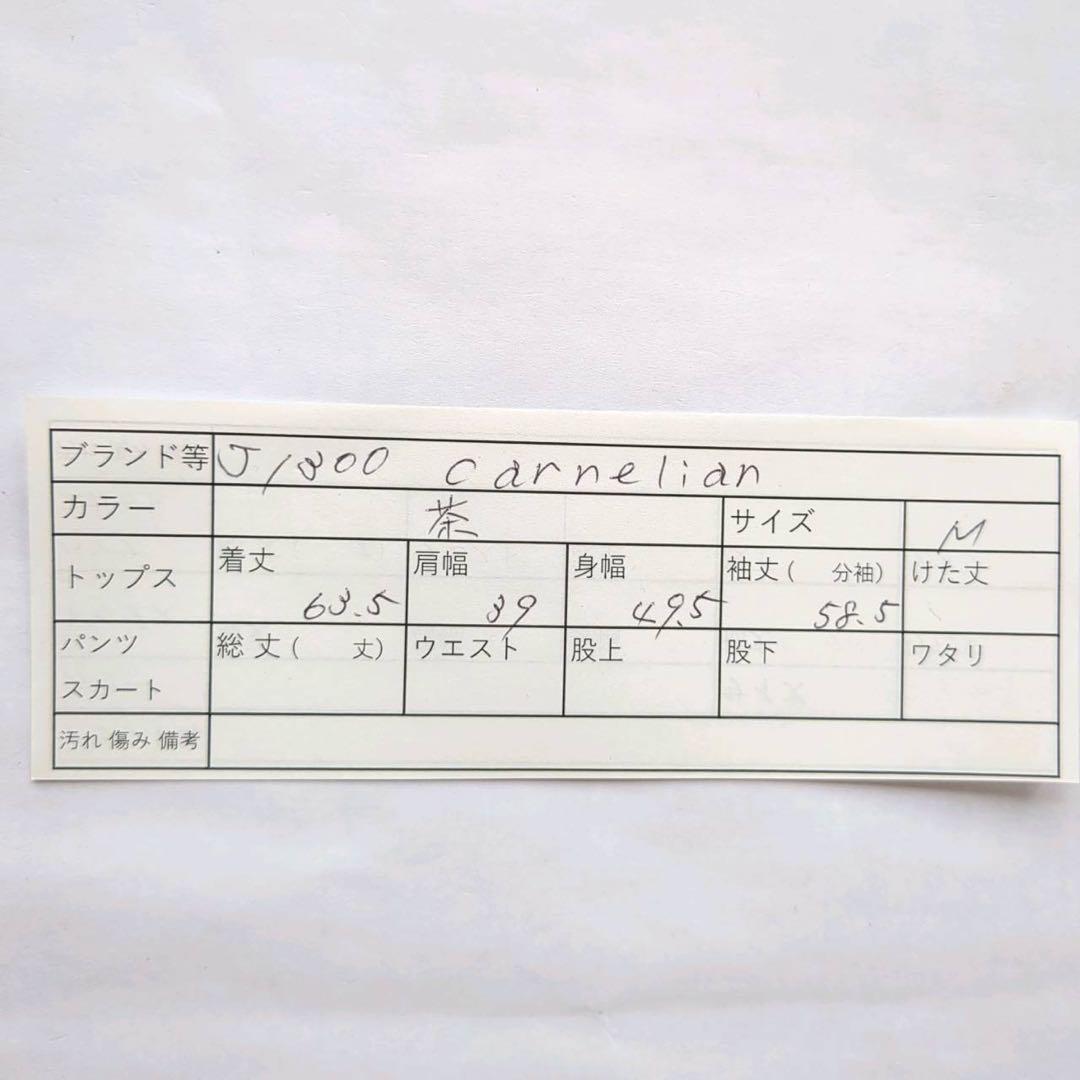 ブランド等 J1300 carnelian
カラー 茶 サイズ M
トップス 着丈 63.5 肩幅 39 身幅 49.5 袖丈( 分袖) 58.5 けた丈
パンツ スカート 総丈( 丈) ウエスト 股上 股下 ワタリ
汚れ 傷み 備考